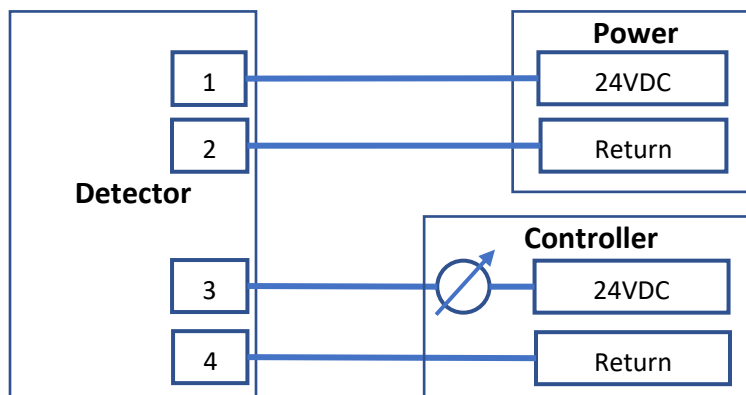 Power
1
24VDC
2
Return
Detector
Controller
3
24VDC
4
Return